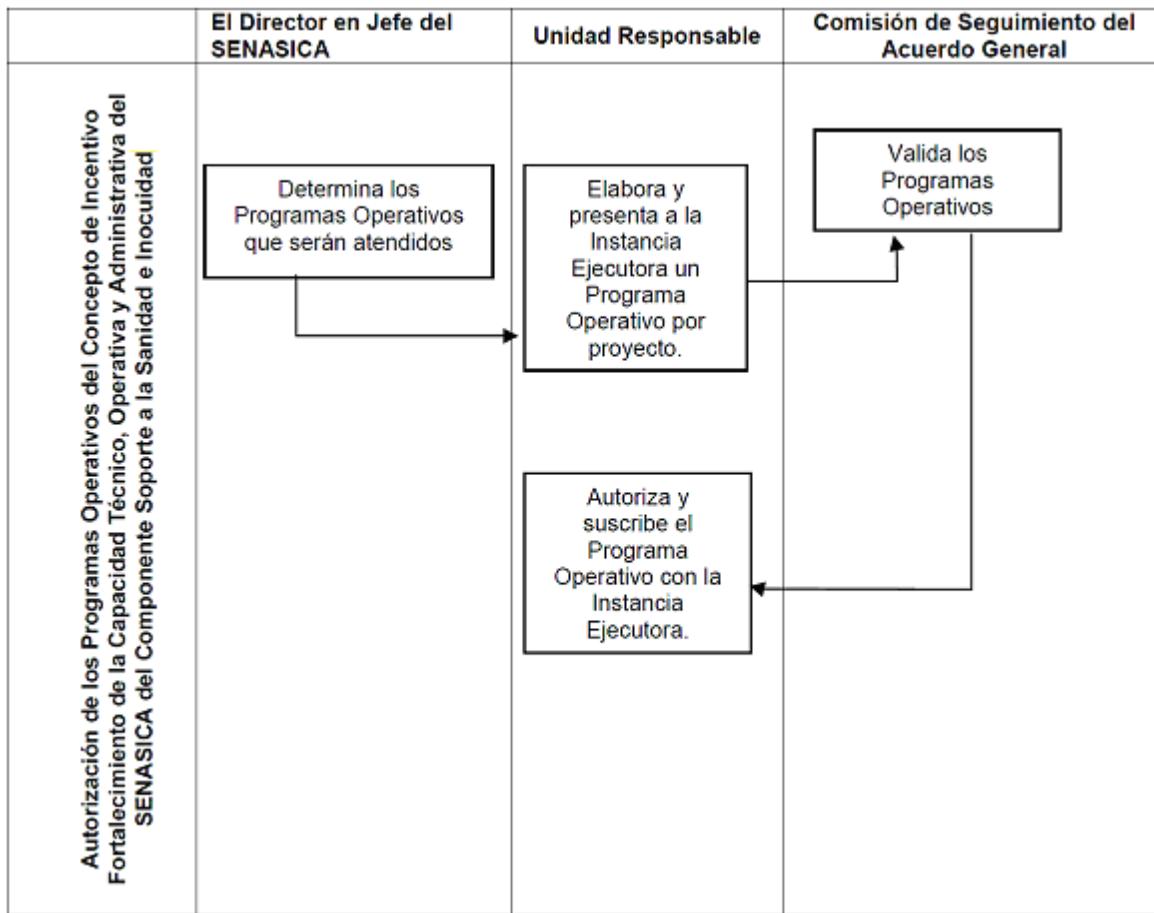 El Director en Jefe del
SENASICA
Unidad Responsable
Comisión de Seguimiento del
Acuerdo General
Autorización de los Programas Operativos del Concepto de Incentivo
Fortalecimiento de la Capacidad Técnico, Operativa y Administrativa del
SENASICA del Componente Soporte a la Sanidad e Inocuidad
Determina los
Programas Operativos
que serán atendidos
Elabora y
presenta a la
Instancia
Ejecutora un
Programa
Operativo por
proyecto.
Valida los
Programas
Operativos
Autoriza y
suscribe el
Programa
Operativo con la
Instancia
Ejecutora.